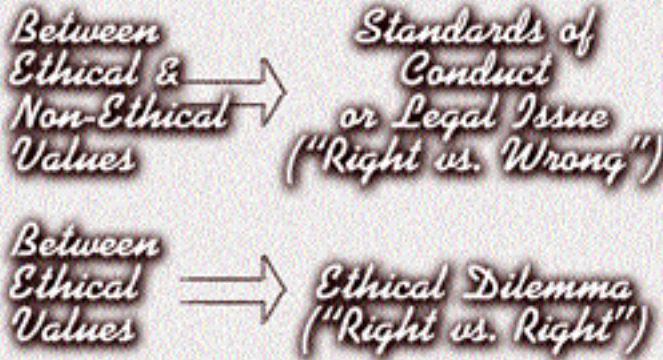 Between
Ethical &
Non-Ethical
Values
Standards of
Conduct
or Legal Issue
("Right vs. Wrong")
Between
Ethical
Values
Ethical Dilemma
("Right vs. Right")